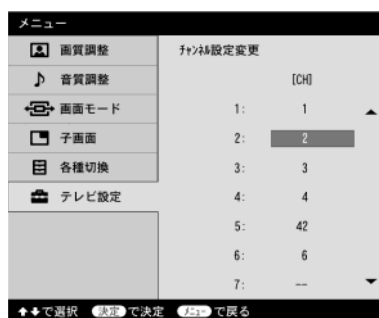 メニュー
画質調整
音質調整
画面モード
子画面
各種切換
テレビ設定
ﾁｬﾝﾈﾙ設定変更
[CH]
1: 1
2: 2
3: 3
4: 4
5: 42
6: 6
7: --
で選択 決定 で決定 ﾒﾆｭｰ で戻る